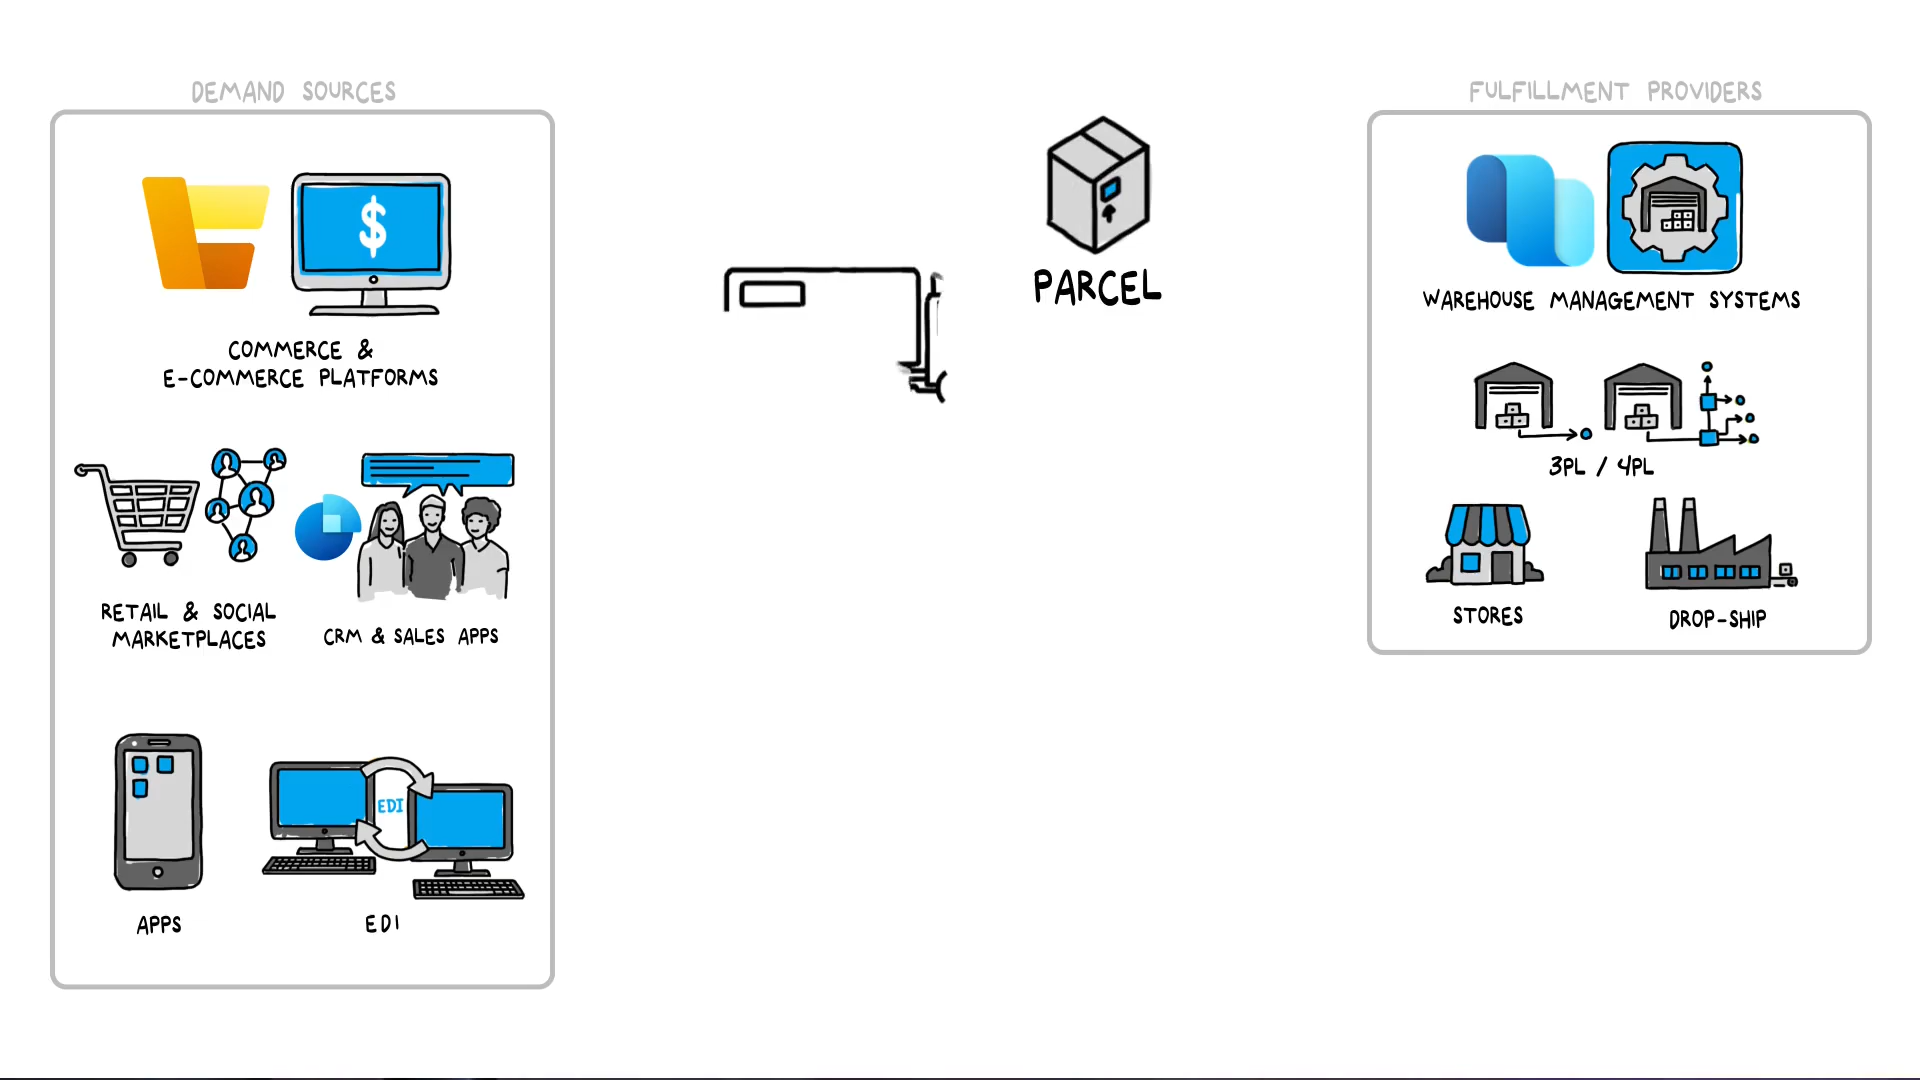 DEMAND SOURCES
$
COMMERCE &
E-COMMERCE PLATFORMS
RETAIL & SOCIAL
MARKETPLACES
CRM & SALES APPS
APPS
EDI
EDI
PARCEL
FULFILLMENT PROVIDERS
WAREHOUSE MANAGEMENT SYSTEMS
3PL / 4PL
STORES
DROP-SHIP